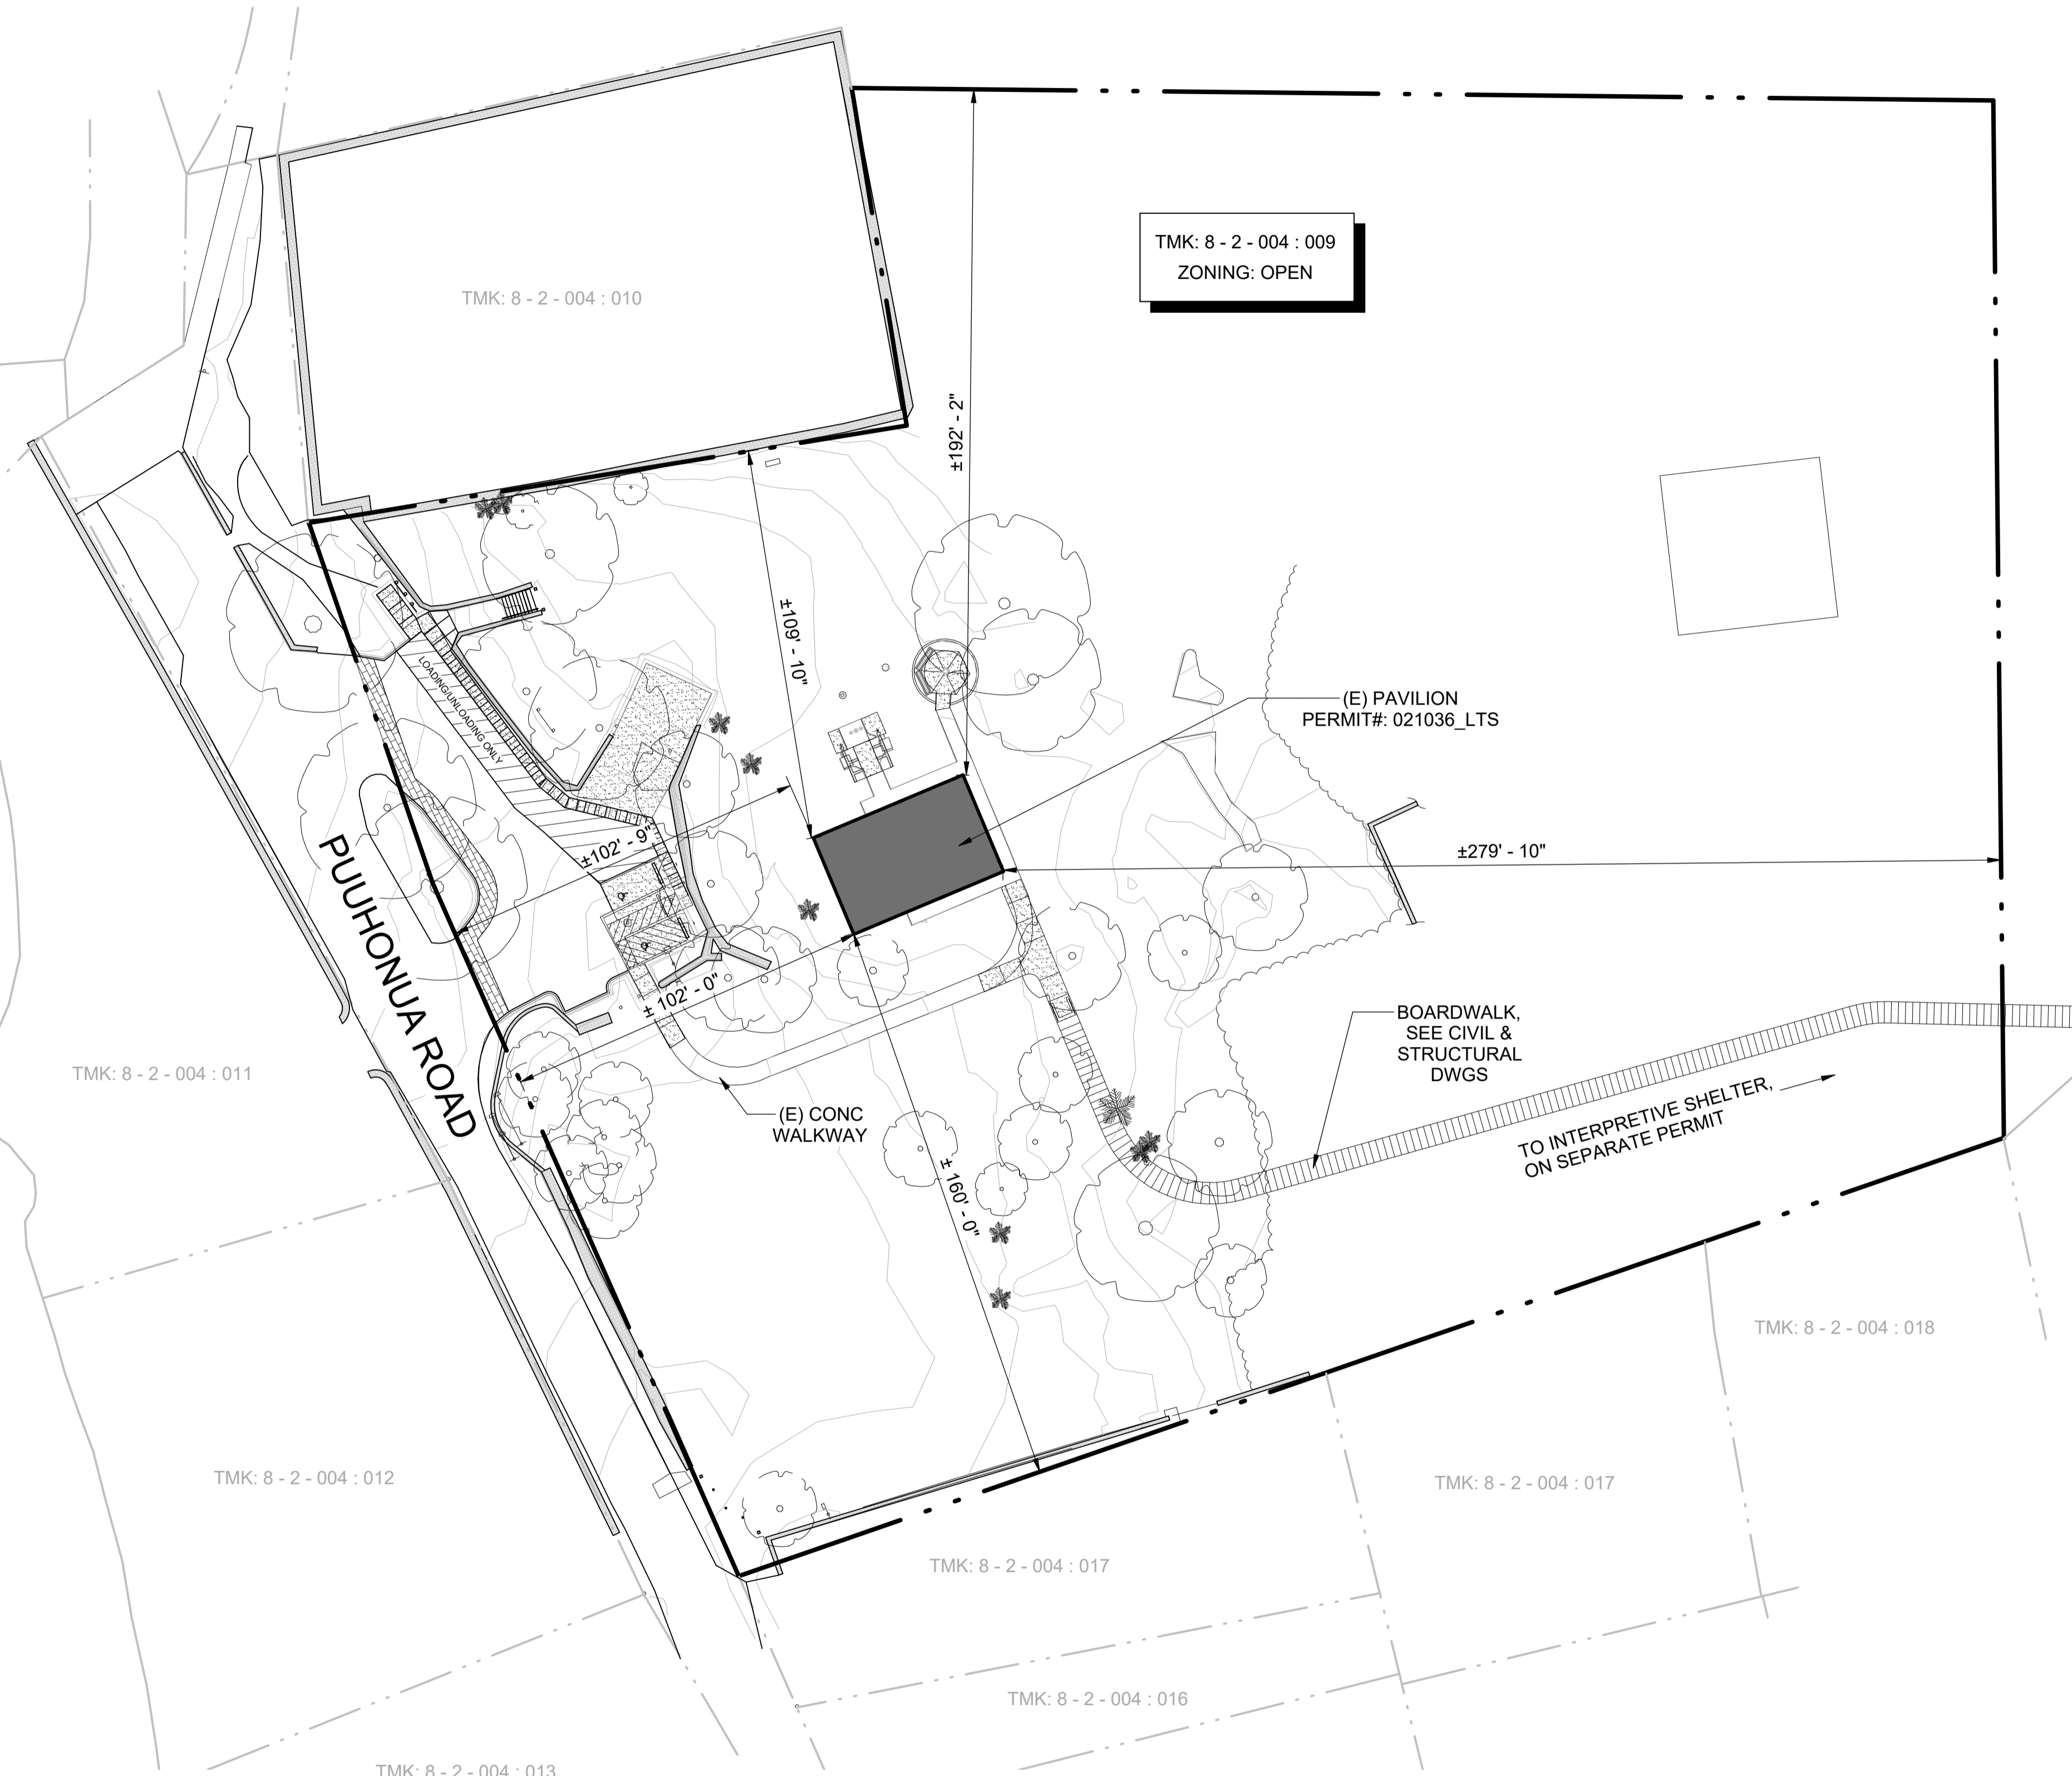 TMK: 8 - 2 - 004 : 009
ZONING: OPEN
TMK: 8 - 2 - 004 : 010
±192' - 2"
±109' - 10"
LOADING/UNLOADING ONLY
(E) PAVILION
PERMIT#: 021036_LTS
±102' - 9"
±279' - 10"
PUUHONUA ROAD
± 102' - 0"
BOARDWALK,
SEE CIVIL &
STRUCTURAL
DWGS
TMK: 8 - 2 - 004 : 011
(E) CONC
WALKWAY
TO INTERPRETIVE SHELTER,
ON SEPARATE PERMIT
± 160' - 0"
TMK: 8 - 2 - 004 : 018
TMK: 8 - 2 - 004 : 012
TMK: 8 - 2 - 004 : 017
TMK: 8 - 2 - 004 : 017
TMK: 8 - 2 - 004 : 016
TMK: 8 - 2 - 004 : 013